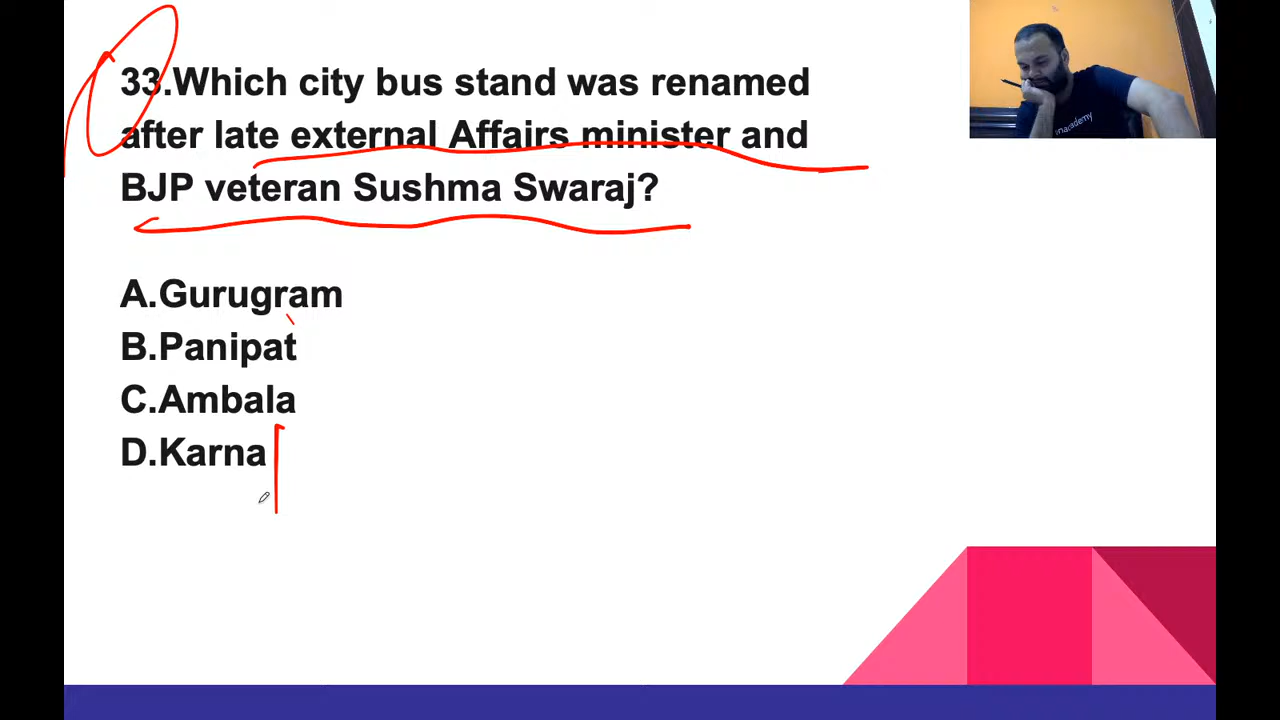 33.Which city bus stand was renamed
after late external Affairs minister and
BJP veteran Sushma Swaraj?
A.Gurugram
B.Panipat
C.Ambala
D.Karna